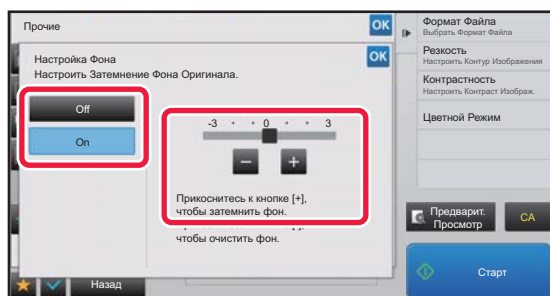 Прочие
OK
Настройка Фона
OK
Настроить Затемнение Фона Оригинала.
Off
On
-3 0 3
Прикоснитесь к кнопке [+],
чтобы затемнить фон.
чтобы очистить фон.
Назад
Формат Файла
Выбрать Формат Файла
Резкость
Настроить Контур Изображения
Контрастность
Настроить Контраст Изображ.
Цветной Режим
Предварит.
Просмотр
CA
Старт